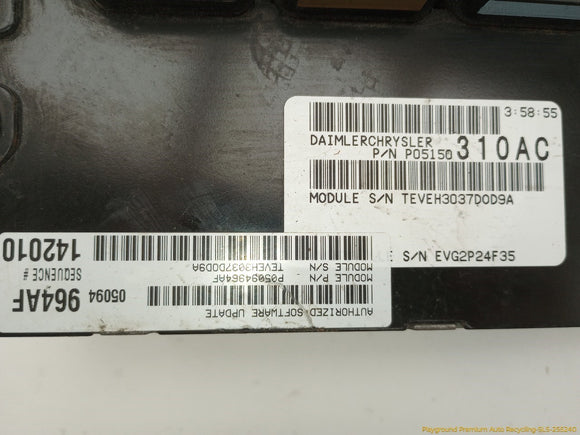 3:58:55
DAIMLERCHRYSLER
P/N P05150 310AC
MODULE S/N TEVEH3037D0D9A
E S/N EVG2P24F35
AUTHORIZED SOFTWARE UPDATE
05094
964AF
MODULE P/N P05094964AF
MODULE S/N TEVEH3037D0D9A
SEQUENCE #
142010
Playground Premium Auto Recycling-SLS-255240